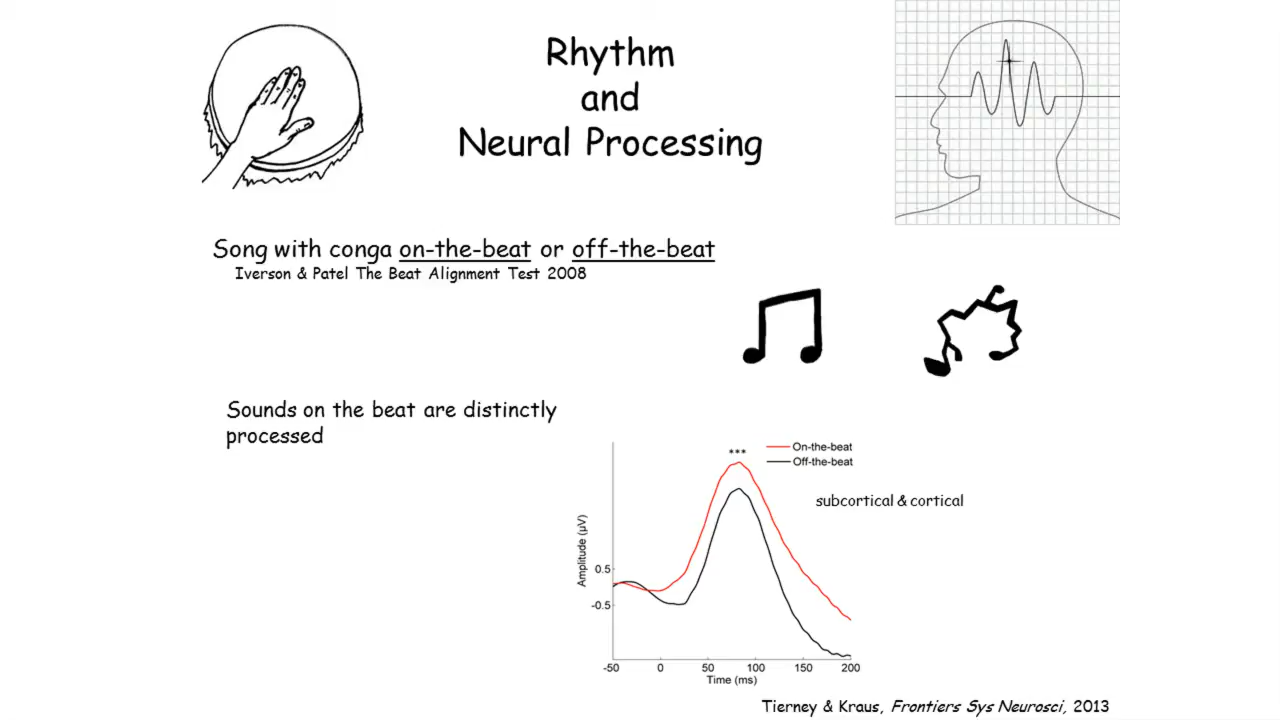 Rhythm
and
Neural Processing
Song with conga on-the-beat or off-the-beat
Iverson & Patel The Beat Alignment Test 2008
Sounds on the beat are distinctly
processed
***
On-the-beat
Off-the-beat
subcortical & cortical
Amplitude (µV)
0.5
-0.5
-50 0 50 100 150 200
Time (ms)
Tierney & Kraus, Frontiers Sys Neurosci, 2013